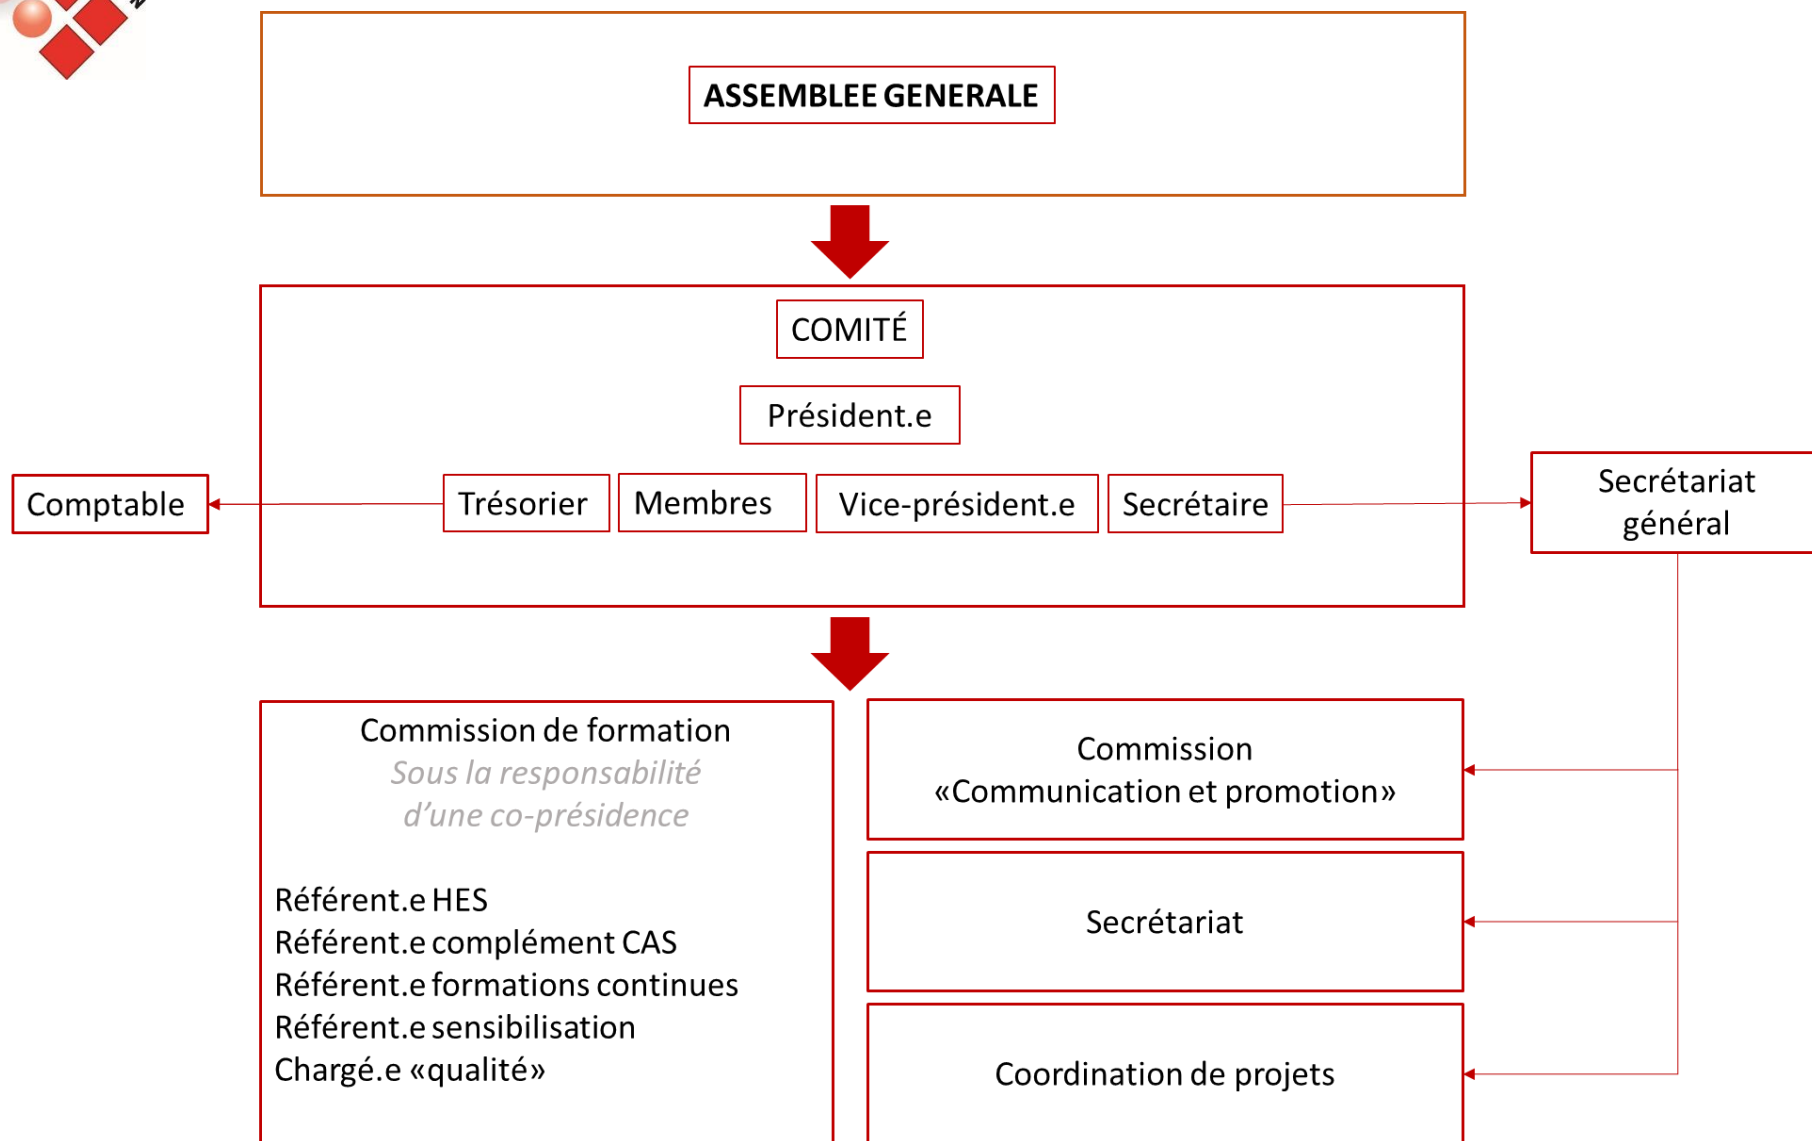 ASSEMBLEE GENERALE
COMITÉ
Président.e
Comptable
Trésorier
Membres
Vice-président.e
Secrétaire
Secrétariat
général
Commission de formation
Sous la responsabilité
d’une co-présidence
Référent.e HES
Référent.e complément CAS
Référent.e formations continues
Référent.e sensibilisation
Chargé.e «qualité»
Commission
«Communication et promotion»
Secrétariat
Coordination de projets